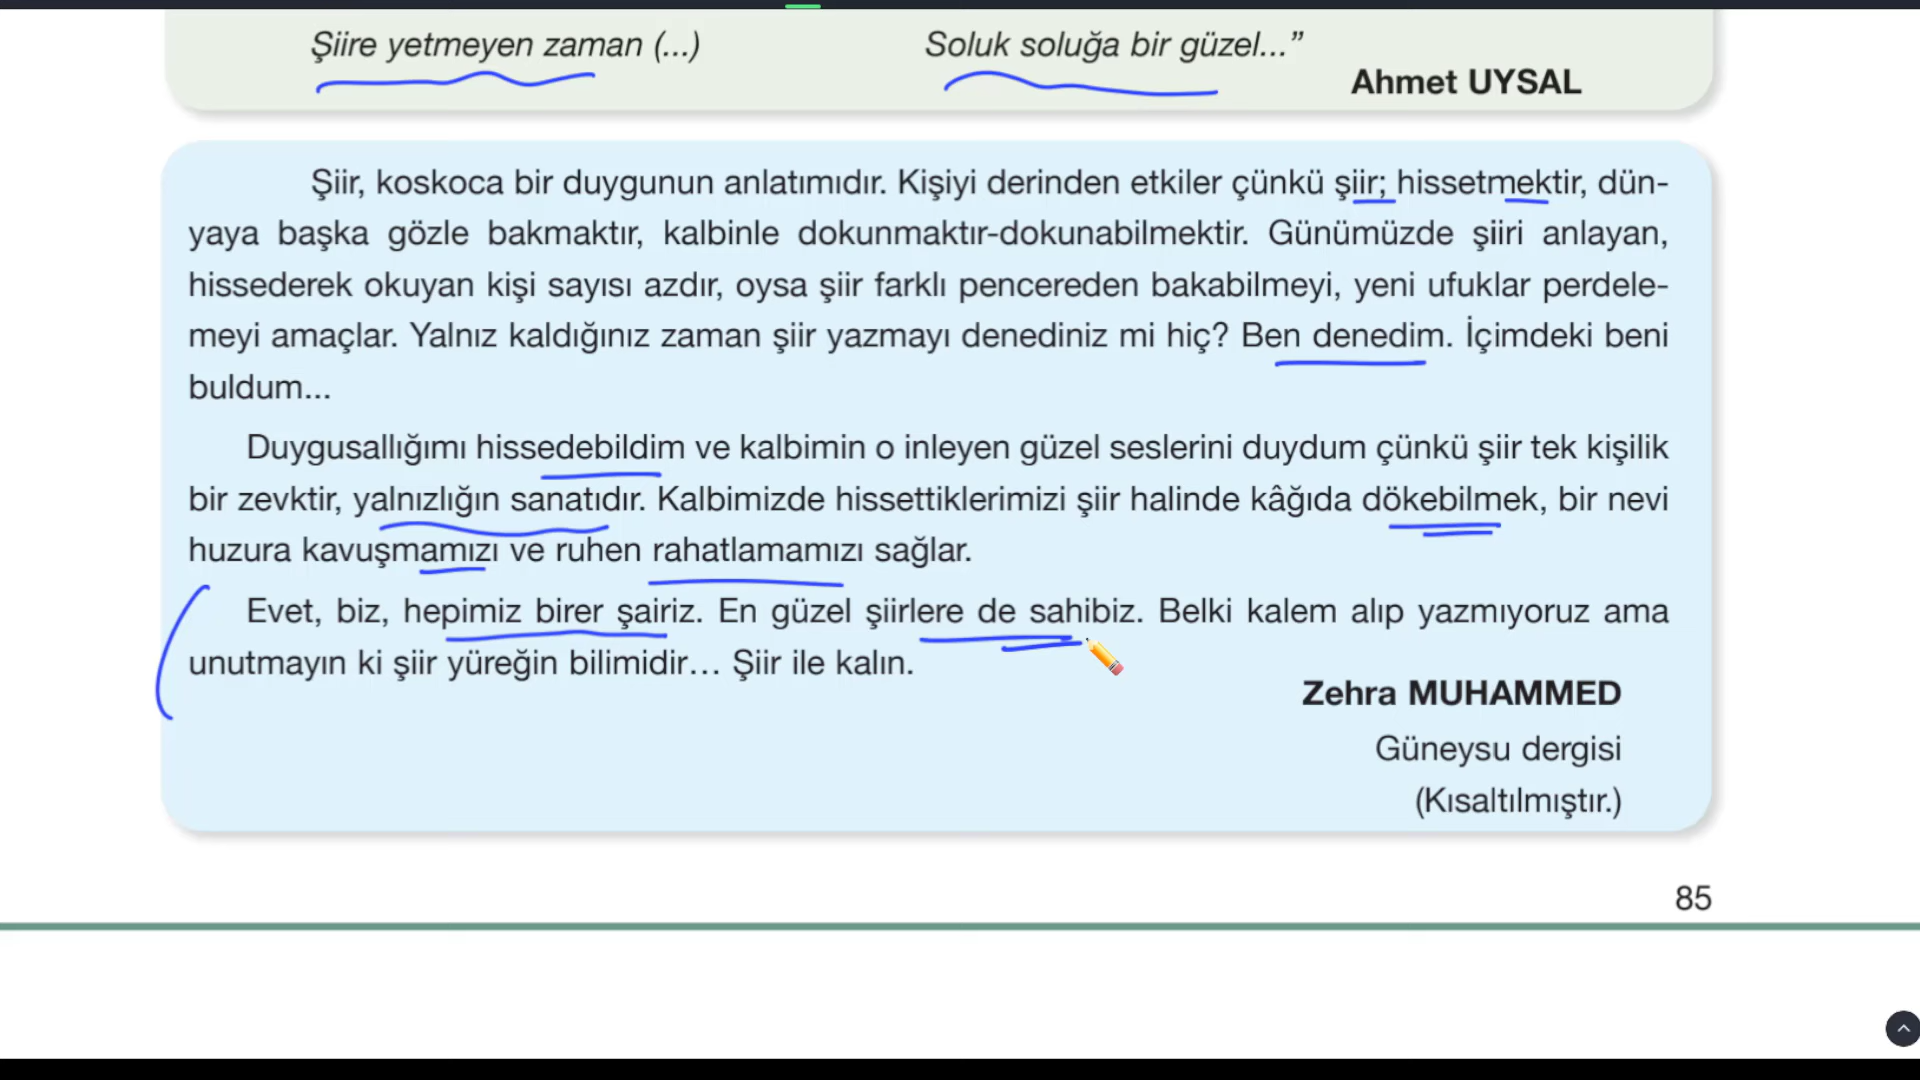 Şiire yetmeyen zaman (...)
Soluk soluğa bir güzel...”
Ahmet UYSAL
Şiir, koskoca bir duygunun anlatımıdır. Kişiyi derinden etkiler çünkü şiir; hissetmektir, dün-
yaya başka gözle bakmaktır, kalbinle dokunmaktır-dokunabilmektir. Günümüzde şiiri anlayan,
hissederek okuyan kişi sayısı azdır, oysa şiir farklı pencereden bakabilmeyi, yeni ufuklar perdele-
meyi amaçlar. Yalnız kaldığınız zaman şiir yazmayı denediniz mi hiç? Ben denedim. İçimdeki beni
buldum...
Duygusallığımı hissedebildim ve kalbimin o inleyen güzel seslerini duydum çünkü şiir tek kişilik
bir zevktir, yalnızlığın sanatıdır. Kalbimizde hissettiklerimizi şiir halinde kâğıda dökebilmek, bir nevi
huzura kavuşmamızı ve ruhen rahatlamamızı sağlar.
Evet, biz, hepimiz birer şairiz. En güzel şiirlere de sahibiz. Belki kalem alıp yazmıyoruz ama
unutmayın ki şiir yüreğin bilimidir... Şiir ile kalın.
Zehra MUHAMMED
Güneysu dergisi
(Kısaltılmıştır.)
85